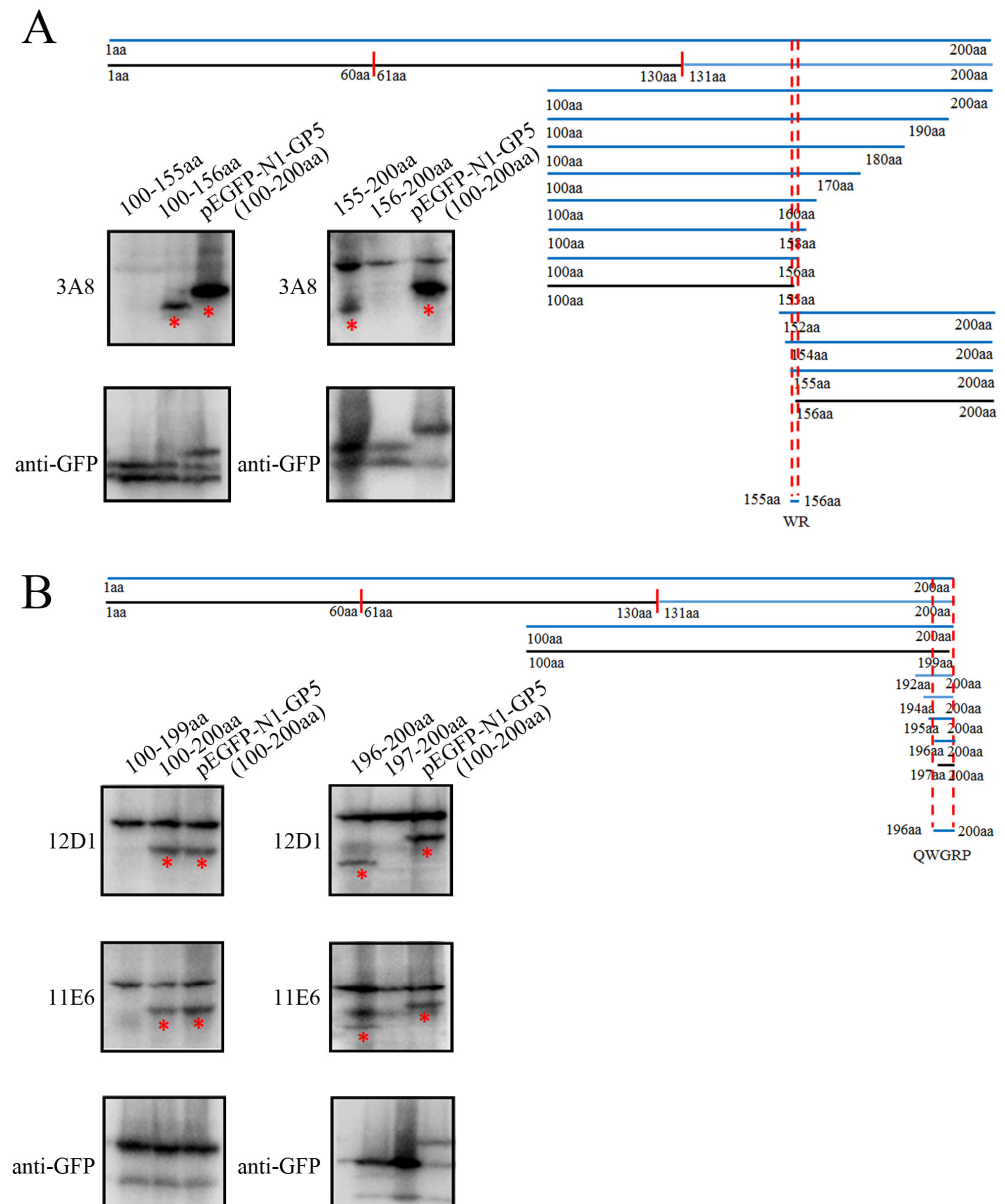 A
1aa 200aa
1aa 60aa 61aa 130aa 131aa 200aa
100aa 200aa
100aa 190aa
100aa 180aa
100aa 170aa
100aa 160aa
100aa 158aa
100aa 156aa
100aa 155aa
152aa 200aa
154aa 200aa
155aa 200aa
156aa 200aa
155aa 156aa
WR
100-155aa
100-156aa
pEGFP-N1-GP5
(100-200aa)
155-200aa
156-200aa
pEGFP-N1-GP5
(100-200aa)
3A8
3A8
anti-GFP
anti-GFP
B
1aa 200aa
1aa 60aa 61aa 130aa 131aa 200aa
100aa 200aa
100aa 199aa
192aa 200aa
194aa 200aa
195aa 200aa
196aa 200aa
197aa 200aa
196aa 200aa
QWGRP
100-199aa
100-200aa
pEGFP-N1-GP5
(100-200aa)
196-200aa
197-200aa
pEGFP-N1-GP5
(100-200aa)
12D1
12D1
11E6
11E6
anti-GFP
anti-GFP